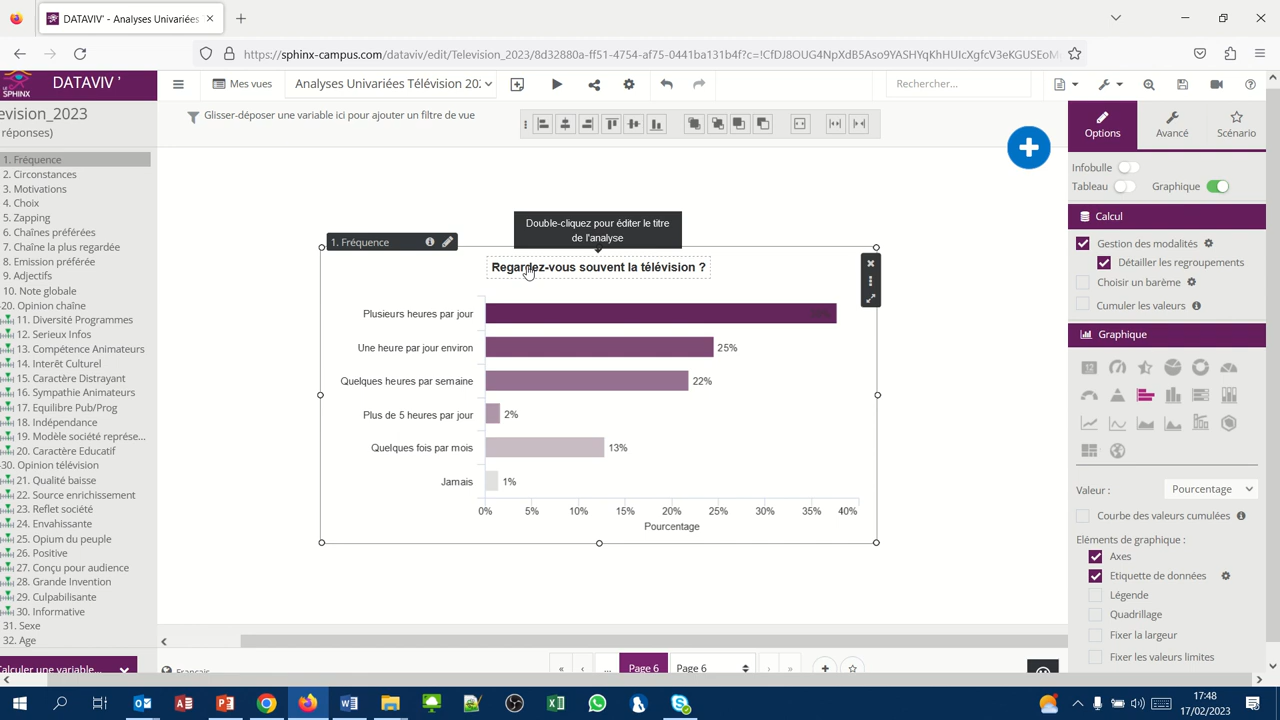 DATAVIV' - Analyses Univariées
https://sphinx-campus.com/dataviv/edit/Television_2023/8d32880a-ff51-4754-af75-0441ba131b4f?c=!CfDJ8OUG4NpXdB5Aso9YASHYqKhHUIcXgfcV3eKGUSEoM
LE SPHINX
DATAVIV '
Mes vues
Analyses Univariées Télévision 202
Rechercher...
evision_2023
réponses)
Glisser-déposer une variable ici pour ajouter un filtre de vue
Options
Avancé
Scénario
1. Fréquence
2. Circonstances
3. Motivations
4. Choix
5. Zapping
6. Chaînes préférées
7. Chaîne la plus regardée
8. Emission préférée
9. Adjectifs
10. Note globale
-20. Opinion chaîne
11. Diversité Programmes
12. Serieux Infos
13. Compétence Animateurs
14. Interêt Culturel
15. Caractère Distrayant
16. Sympathie Animateurs
17. Equilibre Pub/Prog
18. Indépendance
19. Modèle société représe...
20. Caractère Educatif
-30. Opinion télévision
21. Qualité baisse
22. Source enrichissement
23. Reflet société
24. Envahissante
25. Opium du peuple
26. Positive
27. Conçu pour audience
28. Grande Invention
29. Culpabilisante
30. Informative
31. Sexe
32. Age
Calculer une variable...
Double-cliquez pour éditer le titre
de l'analyse
1. Fréquence
Regardez-vous souvent la télévision ?
Plusieurs heures par jour
Une heure par jour environ 25%
Quelques heures par semaine 22%
Plus de 5 heures par jour 2%
Quelques fois par mois 13%
Jamais 1%
0% 5% 10% 15% 20% 25% 30% 35% 40%
Pourcentage
Infobulle
Tableau
Graphique
Calcul
Gestion des modalités
Détailler les regroupements
Choisir un barème
Cumuler les valeurs
Graphique
Valeur :
Pourcentage
Courbe des valeurs cumulées
Eléments de graphique :
Axes
Etiquette de données
Légende
Quadrillage
Fixer la largeur
Fixer les valeurs limites
Français
« ‹ ... Page 6 Page 6 › »
17:48
17/02/2023